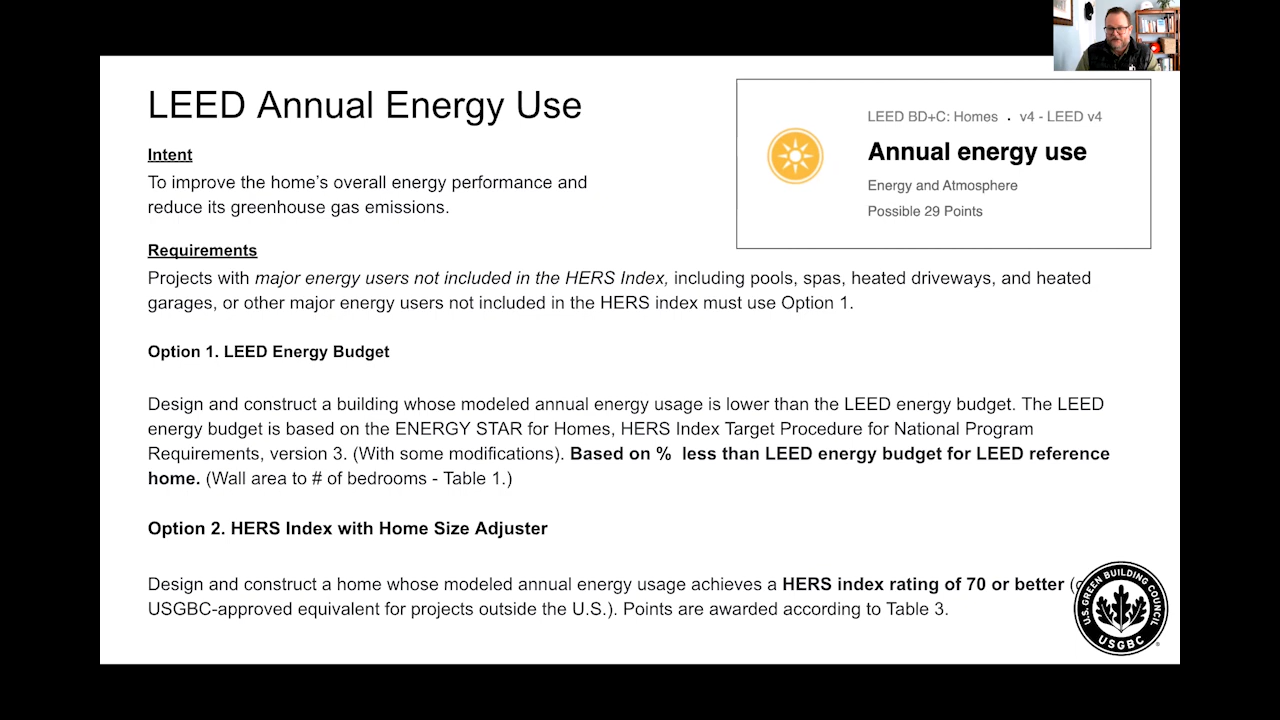 LEED Annual Energy Use
LEED BD+C: Homes . v4 - LEED v4
Annual energy use
Energy and Atmosphere
Possible 29 Points
Intent
To improve the home’s overall energy performance and
reduce its greenhouse gas emissions.
Requirements
Projects with major energy users not included in the HERS Index, including pools, spas, heated driveways, and heated
garages, or other major energy users not included in the HERS index must use Option 1.
Option 1. LEED Energy Budget
Design and construct a building whose modeled annual energy usage is lower than the LEED energy budget. The LEED
energy budget is based on the ENERGY STAR for Homes, HERS Index Target Procedure for National Program
Requirements, version 3. (With some modifications). Based on % less than LEED energy budget for LEED reference
home. (Wall area to # of bedrooms - Table 1.)
Option 2. HERS Index with Home Size Adjuster
Design and construct a home whose modeled annual energy usage achieves a HERS index rating of 70 or better
USGBC-approved equivalent for projects outside the U.S.). Points are awarded according to Table 3.
U.S. GREEN BUILDING COUNCIL
USGBC